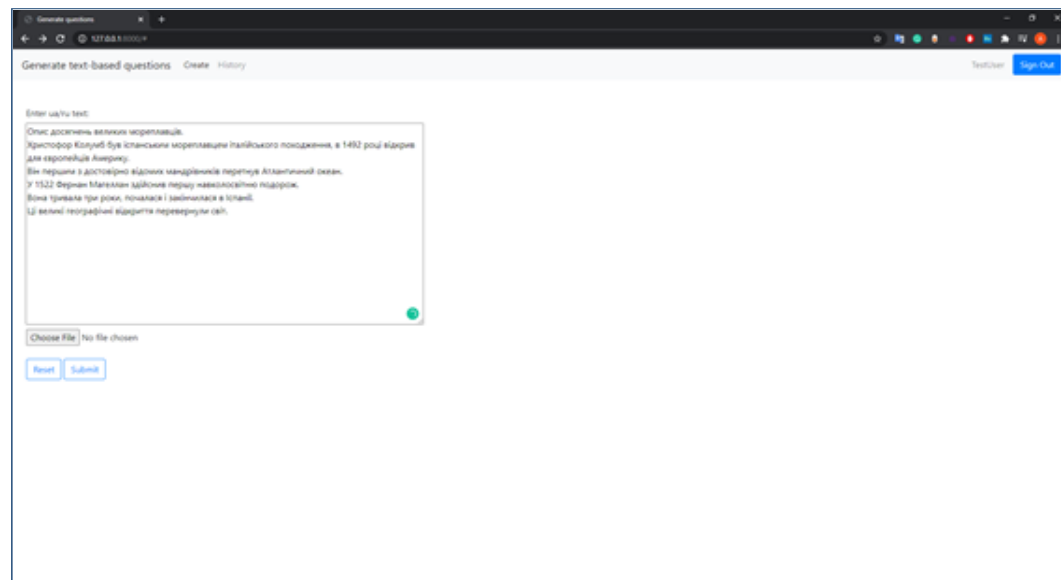 Generate questions
127.0.0.1:8000/#
Generate text-based questions Create History TestUser Sign Out
Enter ua/ru text:
Опис досягнень великих мореплавців.
Христофор Колумб був іспанським мореплавцем італійського походження, в 1492 році відкрив
для європейців Америку.
Він першим з достовірно відомих мандрівників перетнув Атлантичний океан.
У 1522 Фернан Магеллан здійснив першу навколосвітню подорож.
Вона тривала три роки, почалася і закінчилася в Іспанії.
Ці великі географічні відкриття перевернули світ.
Choose File No file chosen
Reset Submit